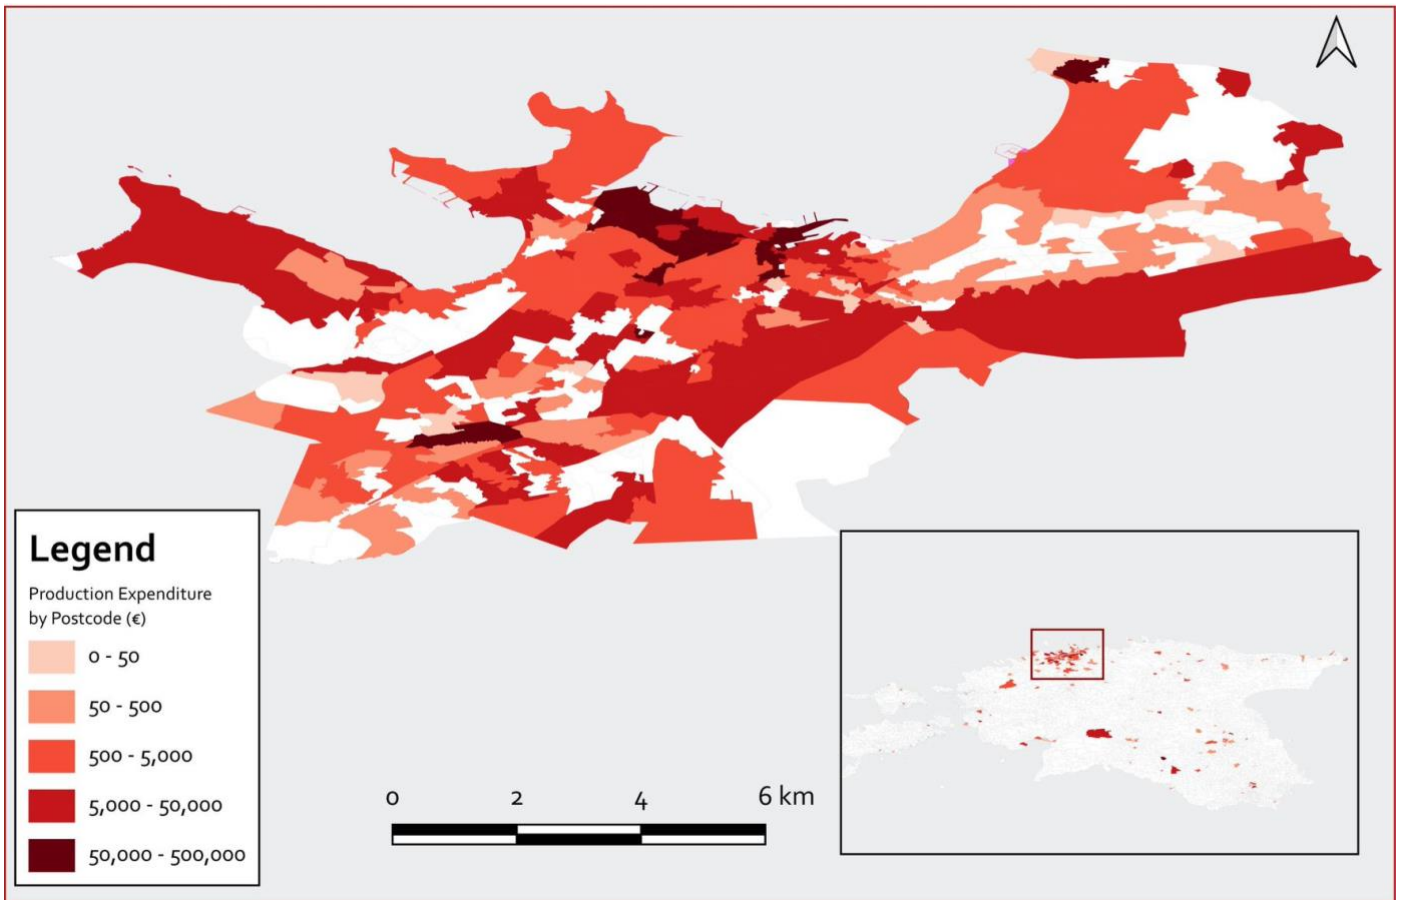 Legend
Production Expenditure
by Postcode (€)
0 - 50
50 - 500
500 - 5,000
5,000 - 50,000
50,000 - 500,000
0 2 4 6 km